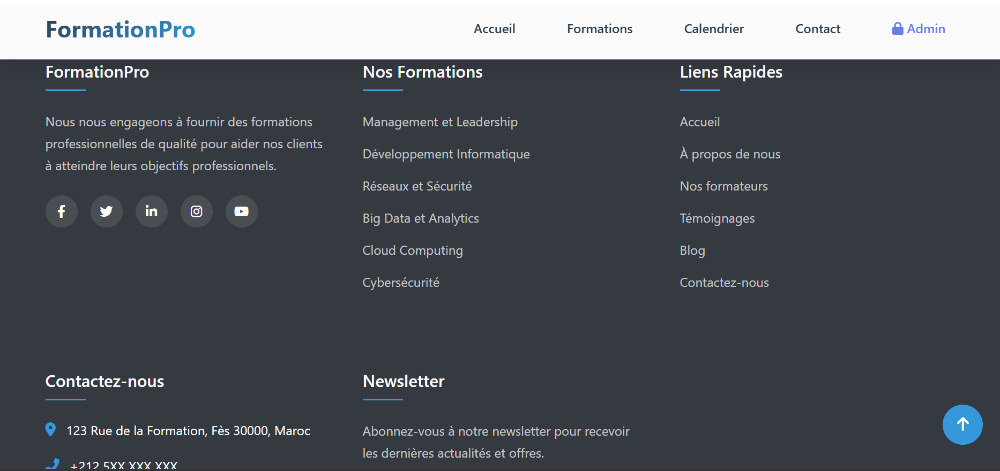 FormationPro
Accueil
Formations
Calendrier
Contact
Admin
FormationPro
Nous nous engageons à fournir des formations
professionnelles de qualité pour aider nos clients
à atteindre leurs objectifs professionnels.
Nos Formations
Management et Leadership
Développement Informatique
Réseaux et Sécurité
Big Data et Analytics
Cloud Computing
Cybersécurité
Liens Rapides
Accueil
À propos de nous
Nos formateurs
Témoignages
Blog
Contactez-nous
Contactez-nous
123 Rue de la Formation, Fès 30000, Maroc
+212 5XX XXX XXX
Newsletter
Abonnez-vous à notre newsletter pour recevoir
les dernières actualités et offres.